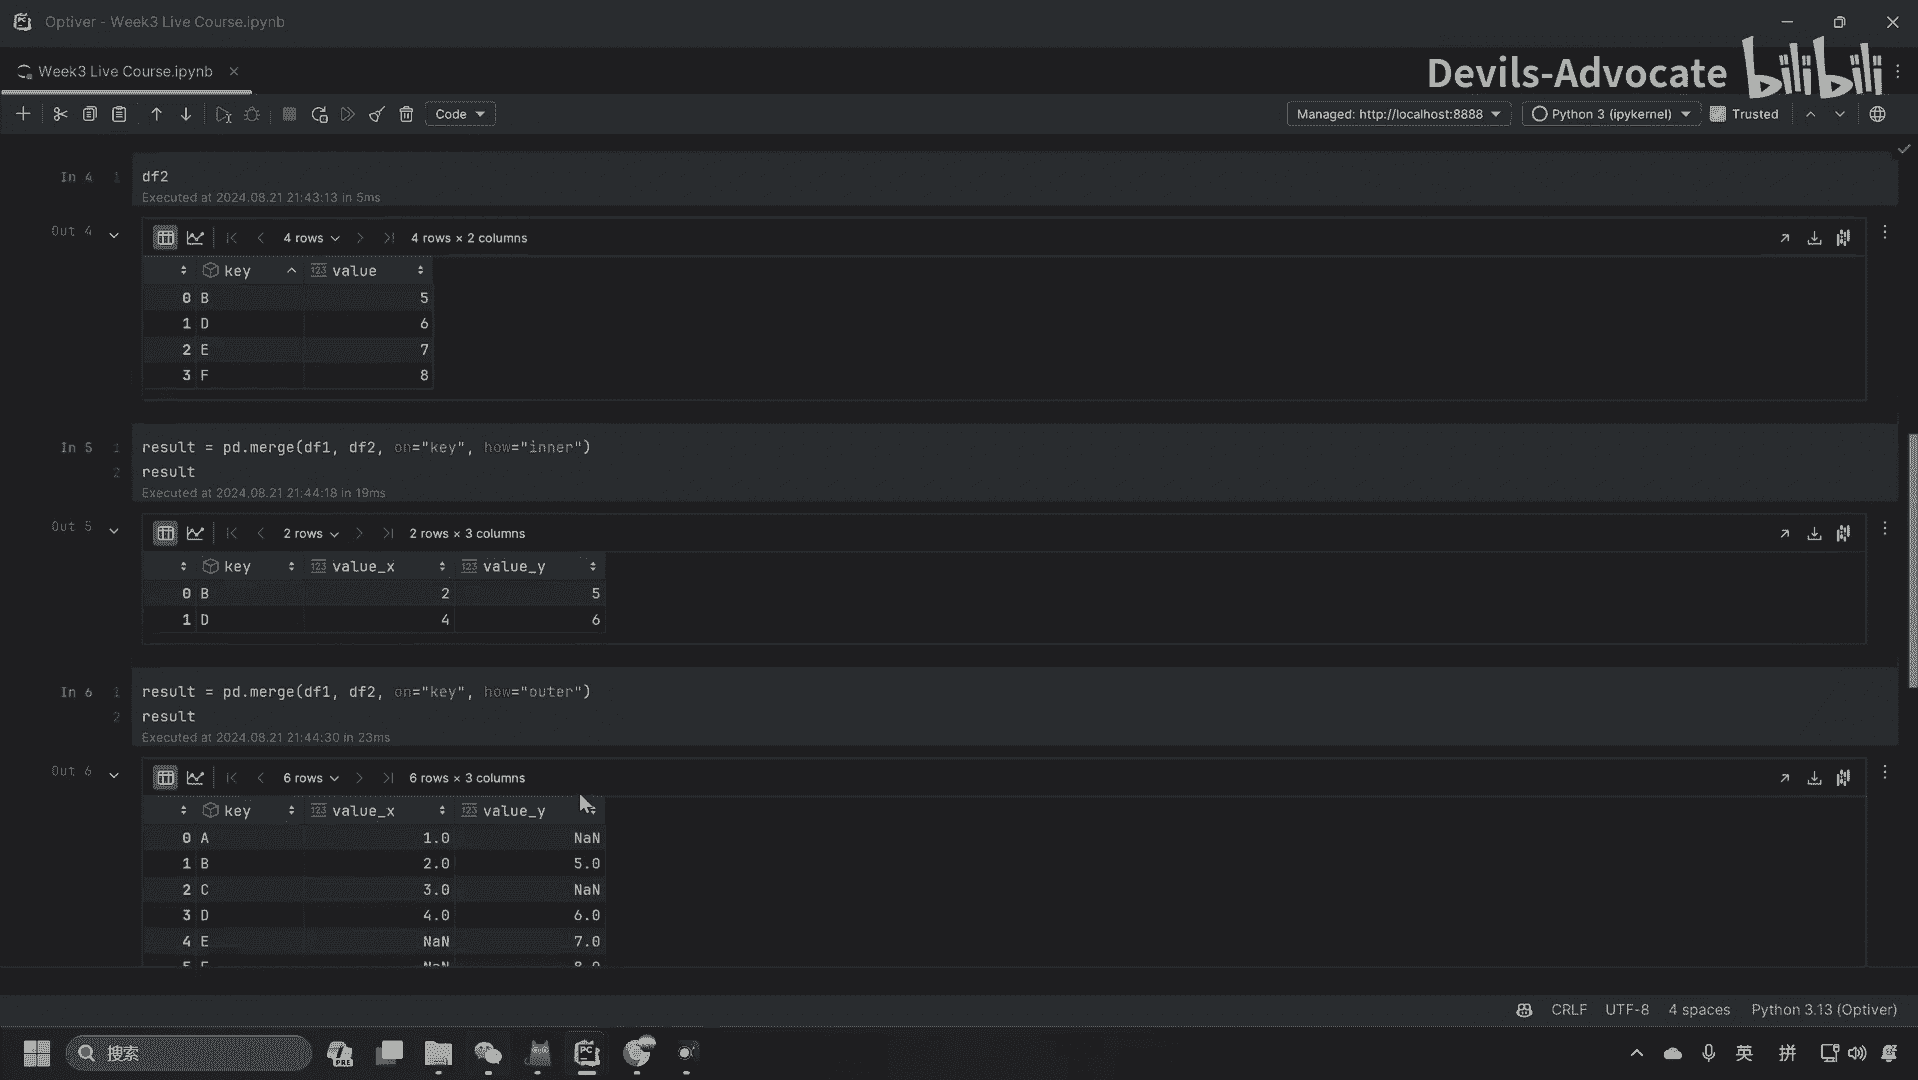 Optiver - Week3 Live Course.ipynb
Week3 Live Course.ipynb
Devils-Advocate bilibili
Code
Managed: http://localhost:8888
Python 3 (ipykernel)
Trusted
In 4 1 df2
Executed at 2024.08.21 21:43:13 in 5ms
Out 4
4 rows 4 rows × 2 columns
key value
0 B 5
1 D 6
2 E 7
3 F 8
In 5 1 result = pd.merge(df1, df2, on="key", how="inner")
2 result
Executed at 2024.08.21 21:44:18 in 19ms
Out 5
2 rows 2 rows × 3 columns
key value_x value_y
0 B 2 5
1 D 4 6
In 6 1 result = pd.merge(df1, df2, on="key", how="outer")
2 result
Executed at 2024.08.21 21:44:30 in 23ms
Out 6
6 rows 6 rows × 3 columns
key value_x value_y
0 A 1.0 NaN
1 B 2.0 5.0
2 C 3.0 NaN
3 D 4.0 6.0
4 E NaN 7.0
5 F NaN 8.0
CRLF UTF-8 4 spaces Python 3.13 (Optiver)
搜索
PRE
PC
英
拼